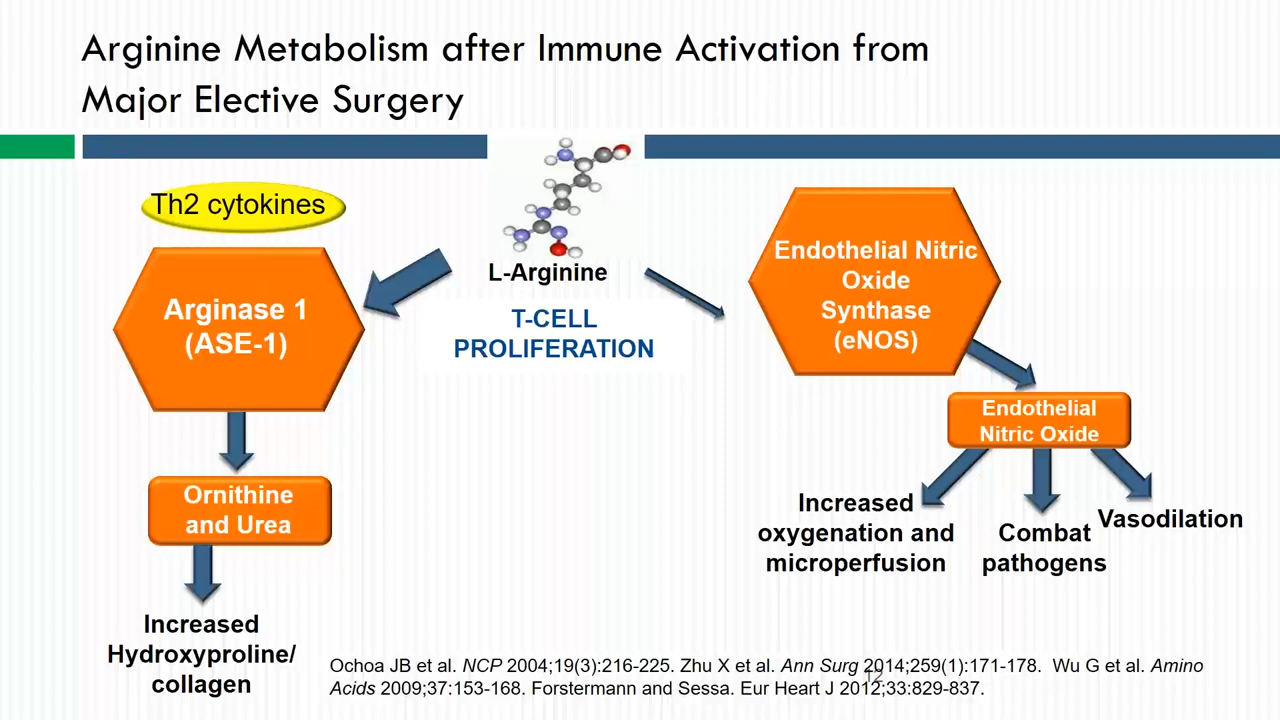 Arginine Metabolism after Immune Activation from
Major Elective Surgery
Th2 cytokines
Arginase 1
(ASE-1)
Ornithine
and Urea
Increased
Hydroxyproline/
collagen
L-Arginine
T-CELL
PROLIFERATION
Endothelial Nitric
Oxide
Synthase
(eNOS)
Endothelial
Nitric Oxide
Increased
oxygenation and
microperfusion
Combat
pathogens
Vasodilation
Ochoa JB et al. NCP 2004;19(3):216-225. Zhu X et al. Ann Surg 2014;259(1):171-178. Wu G et al. Amino
Acids 2009;37:153-168. Forstermann and Sessa. Eur Heart J 2012;33:829-837.
12